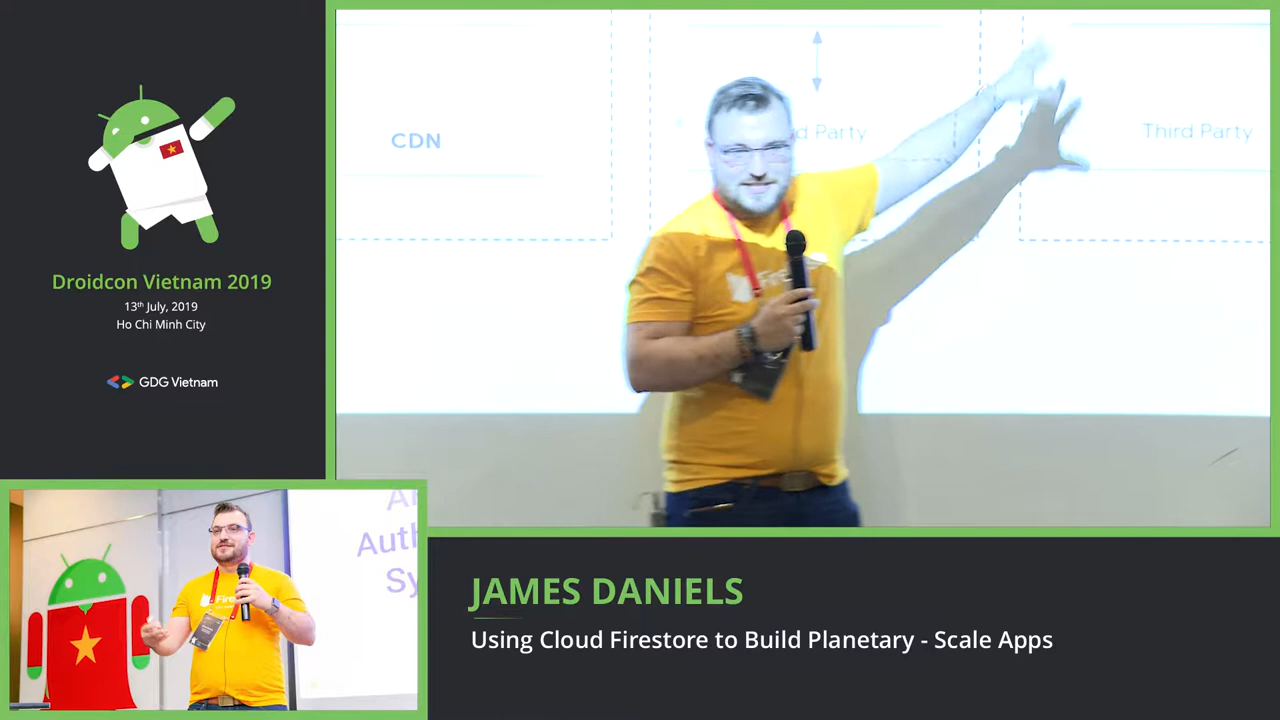 Droidcon Vietnam 2019
13th July, 2019
Ho Chi Minh City
GDG Vietnam
CDN
Party
Third Party
JAMES DANIELS
Using Cloud Firestore to Build Planetary - Scale Apps